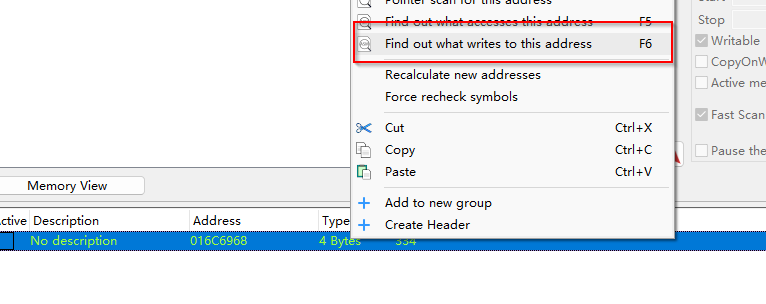 Pointer scan for this address
Find out what accesses this address F5
Find out what writes to this address F6
Recalculate new addresses
Force recheck symbols
Cut Ctrl+X
Copy Ctrl+C
Paste Ctrl+V
Add to new group
Create Header
Start
Stop
Writable
CopyOnW
Active me
Fast Scan
Pause the
Memory View
Active Description Address Type
No description 016C6968 4 Bytes 334